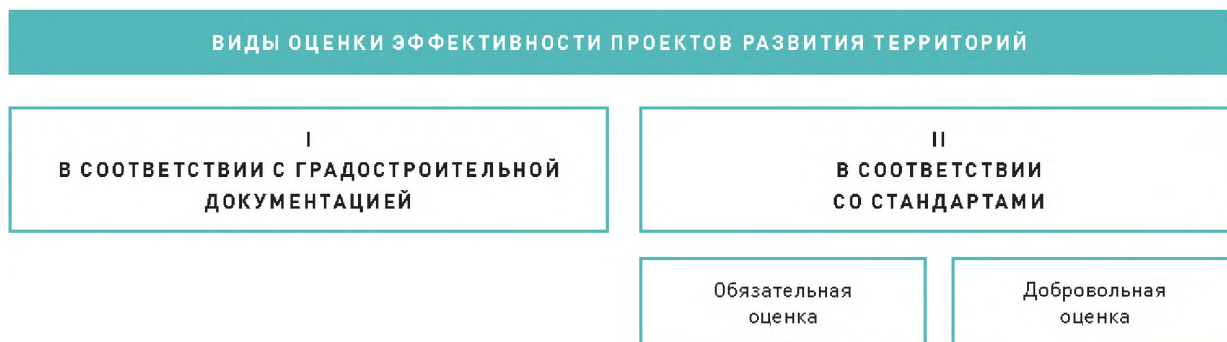 ВИДЫ ОЦЕНКИ ЭФФЕКТИВНОСТИ ПРОЕКТОВ РАЗВИТИЯ ТЕРРИТОРИЙ
I
В СООТВЕТСТВИИ С ГРАДОСТРОИТЕЛЬНОЙ
ДОКУМЕНТАЦИЕЙ
II
В СООТВЕТСТВИИ
СО СТАНДАРТАМИ
Обязательная
оценка
Добровольная
оценка